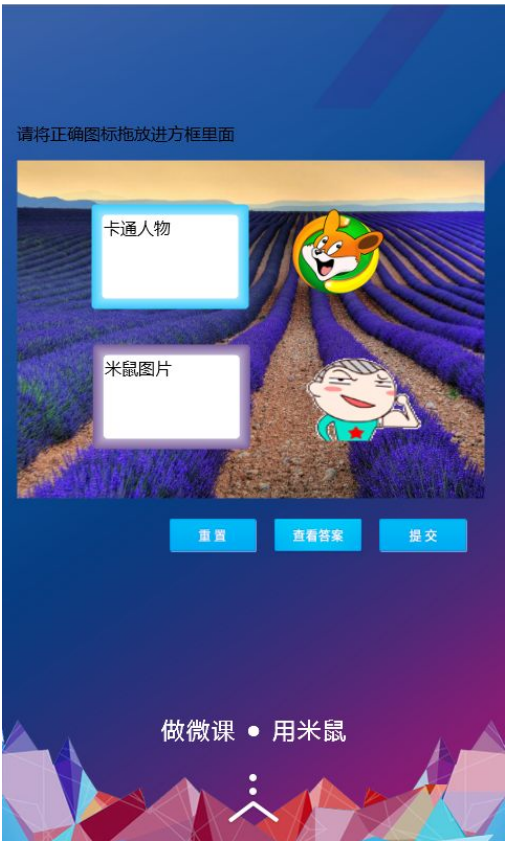 请将正确图标拖放进方框里面
卡通人物
米鼠图片
重置
查看答案
提交
做微课 ● 用米鼠